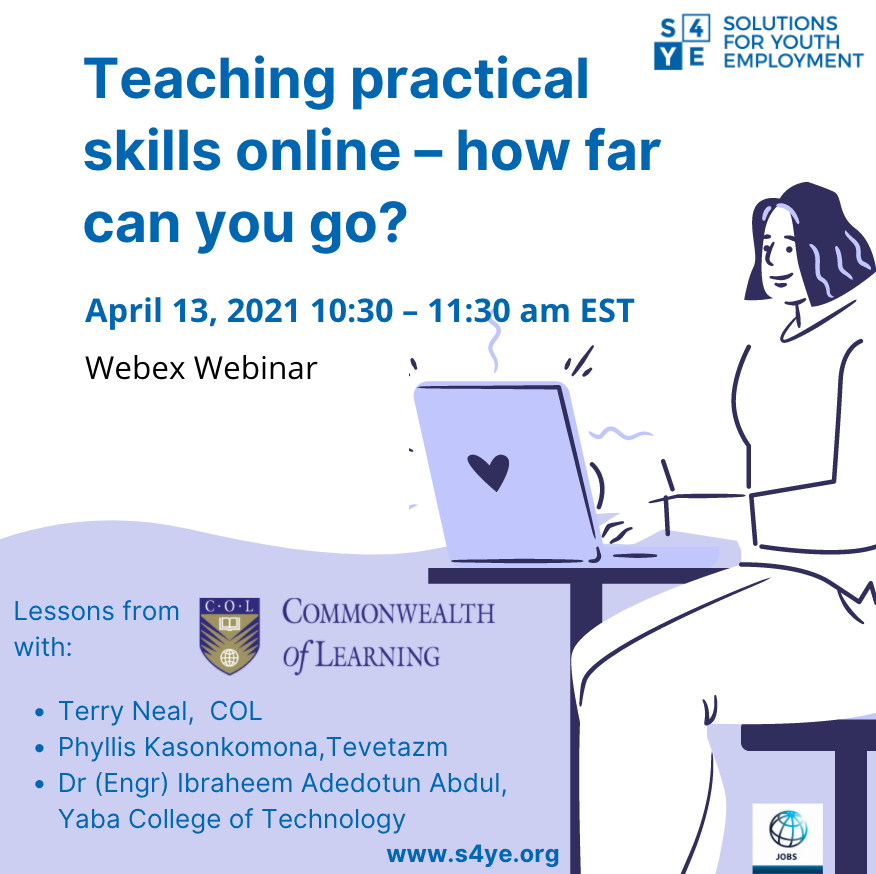 S4
YE
SOLUTIONS
FOR YOUTH
EMPLOYMENT
Teaching practical
skills online – how far
can you go?
April 13, 2021 10:30 – 11:30 am EST
Webex Webinar
Lessons from
with:
C·O·L
COMMONWEALTH
of LEARNING
• Terry Neal,  COL
• Phyllis Kasonkomona,Tevetazm
• Dr (Engr) Ibraheem Adedotun Abdul,
Yaba College of Technology
www.s4ye.org
JOBS